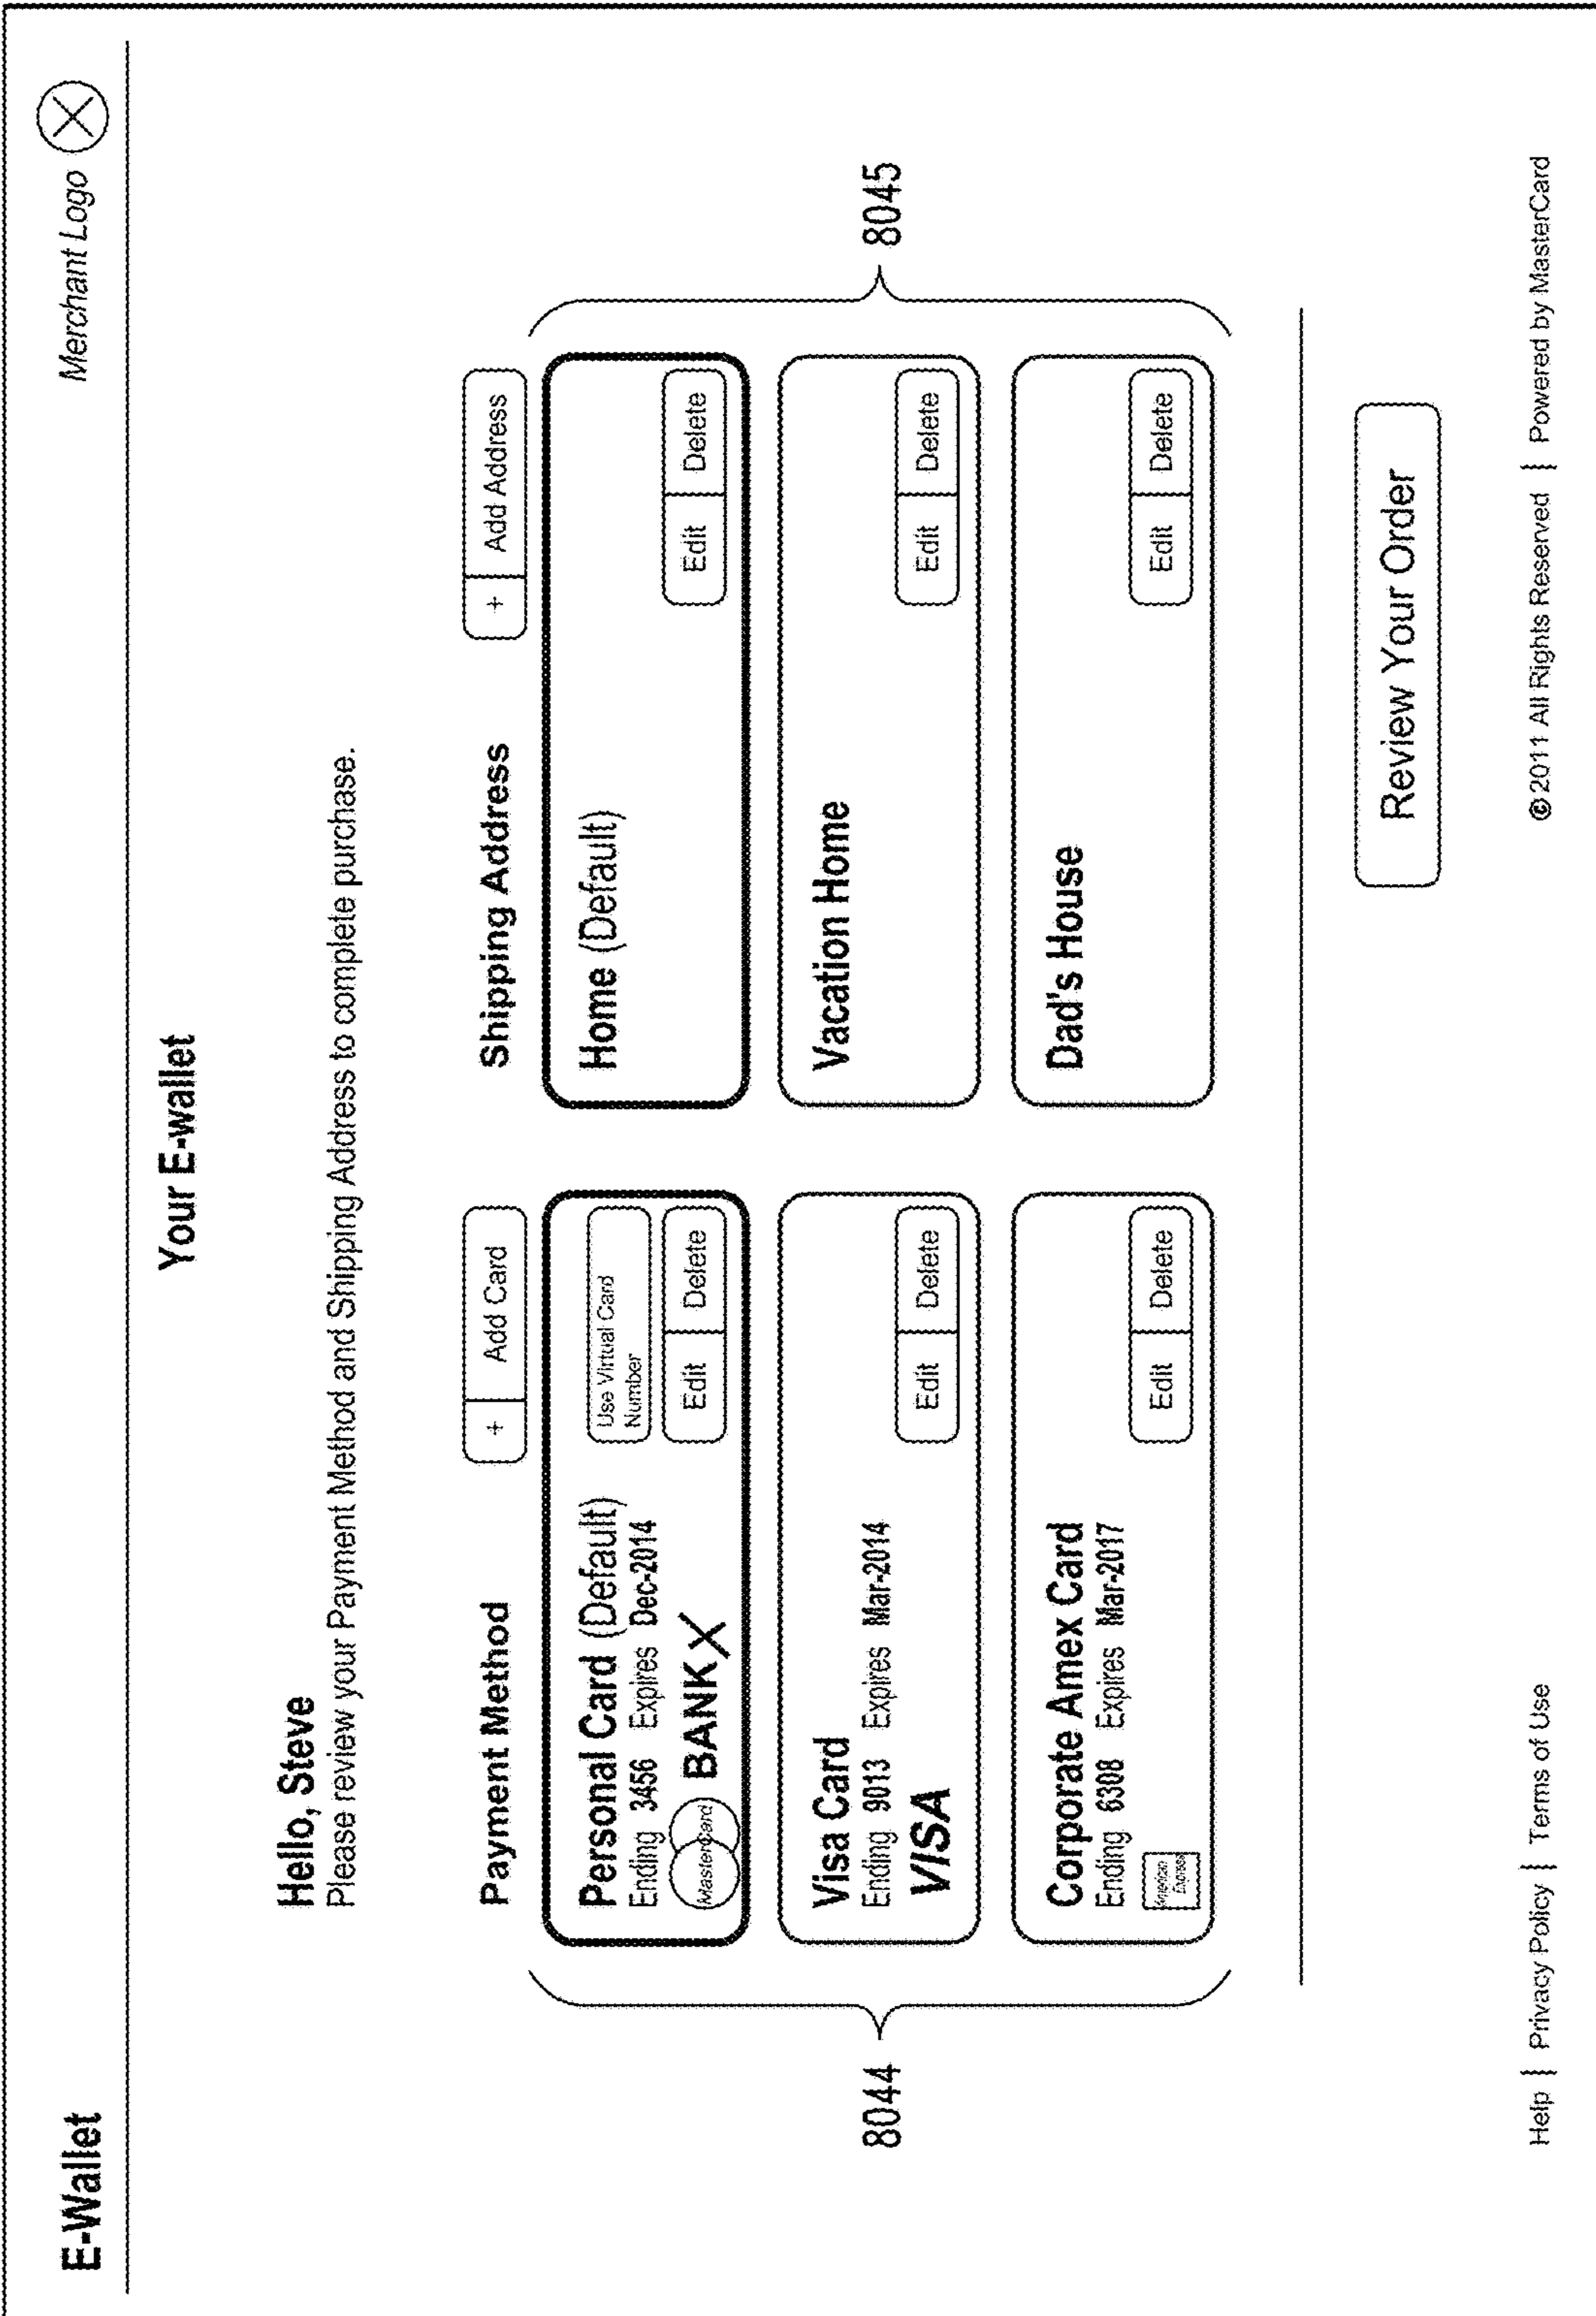 E-Wallet
Merchant Logo
Your E-wallet
Hello, Steve
Please review your Payment Method and Shipping Address to complete purchase.
Payment Method
+ Add Card
Personal Card (Default)
Ending 3456 Expires Dec-2014
MasterCard BANK X
Use Virtual Card
Number
Edit Delete
Visa Card
Ending 9013 Expires Mar-2014
VISA
Edit Delete
Corporate Amex Card
Ending 6308 Expires Mar-2017
American
Express
Edit Delete
8044
Shipping Address
+ Add Address
Home (Default)
Edit Delete
Vacation Home
Edit Delete
Dad's House
Edit Delete
8045
Review Your Order
Help | Privacy Policy | Terms of Use
©2011 All Rights Reserved | Powered by MasterCard